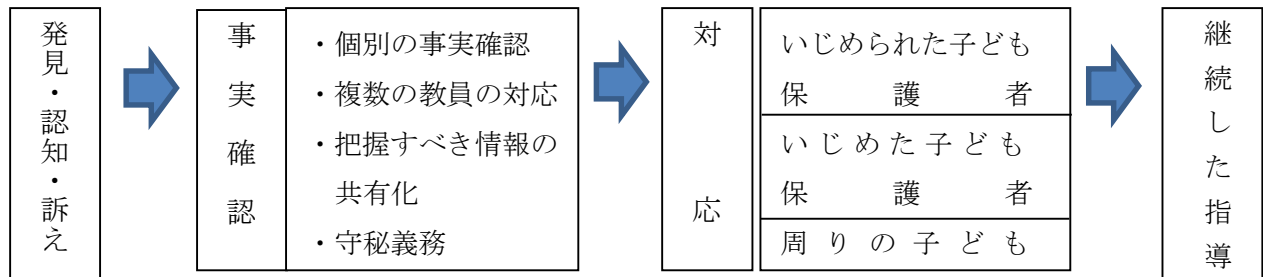 発見・認知・訴え
事実確認
・個別の事実確認
・複数の教員の対応
・把握すべき情報の
共有化
・守秘義務
対応
いじめられた子ども
保護者
いじめた子ども
保護者
周りの子ども
継続した指導